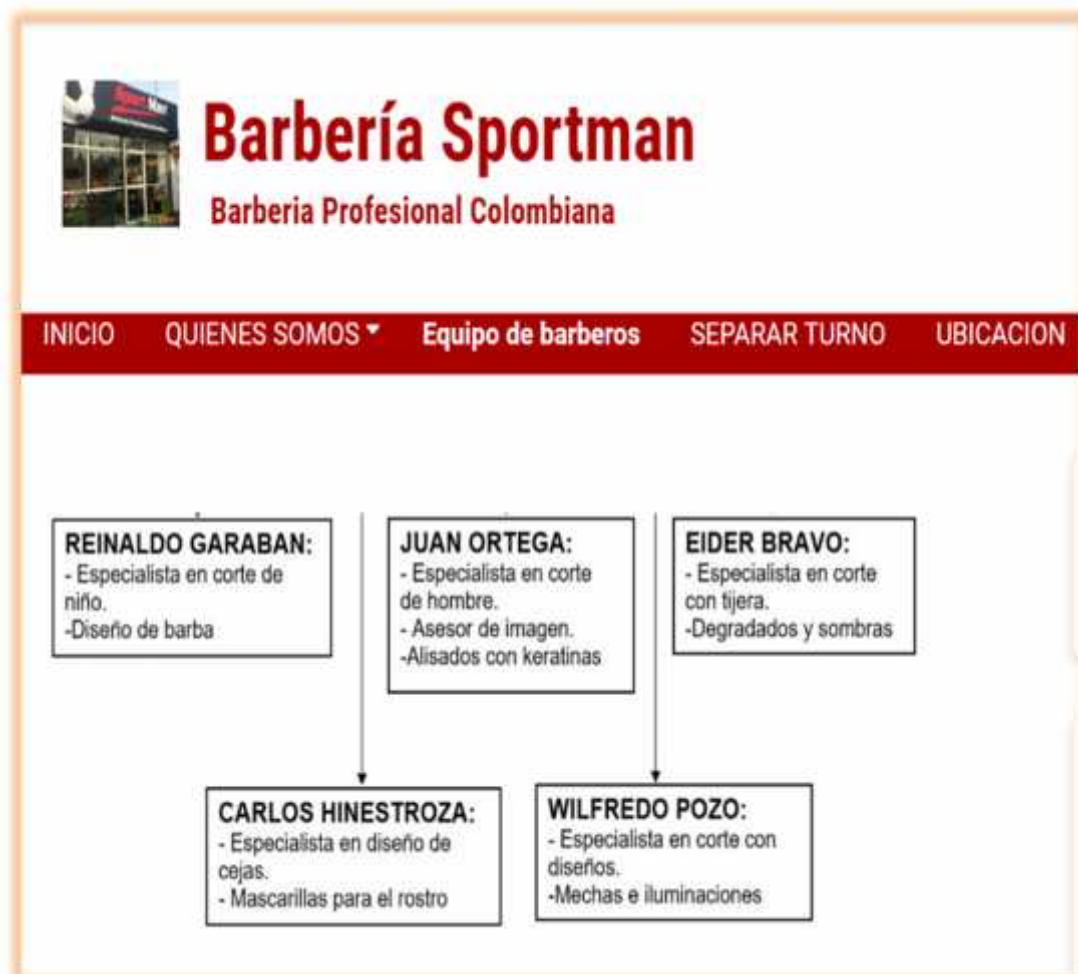 Sport Man
Barbería Sportman
Barberia Profesional Colombiana
INICIO QUIENES SOMOS Equipo de barberos SEPARAR TURNO UBICACION
REINALDO GARABAN:
- Especialista en corte de
niño.
-Diseño de barba
JUAN ORTEGA:
- Especialista en corte
de hombre.
- Asesor de imagen.
-Alisados con keratinas
EIDER BRAVO:
- Especialista en corte
con tijera.
-Degradados y sombras
CARLOS HINESTROZA:
- Especialista en diseño de
cejas.
- Mascarillas para el rostro
WILFREDO POZO:
- Especialista en corte con
diseños.
-Mechas e iluminaciones